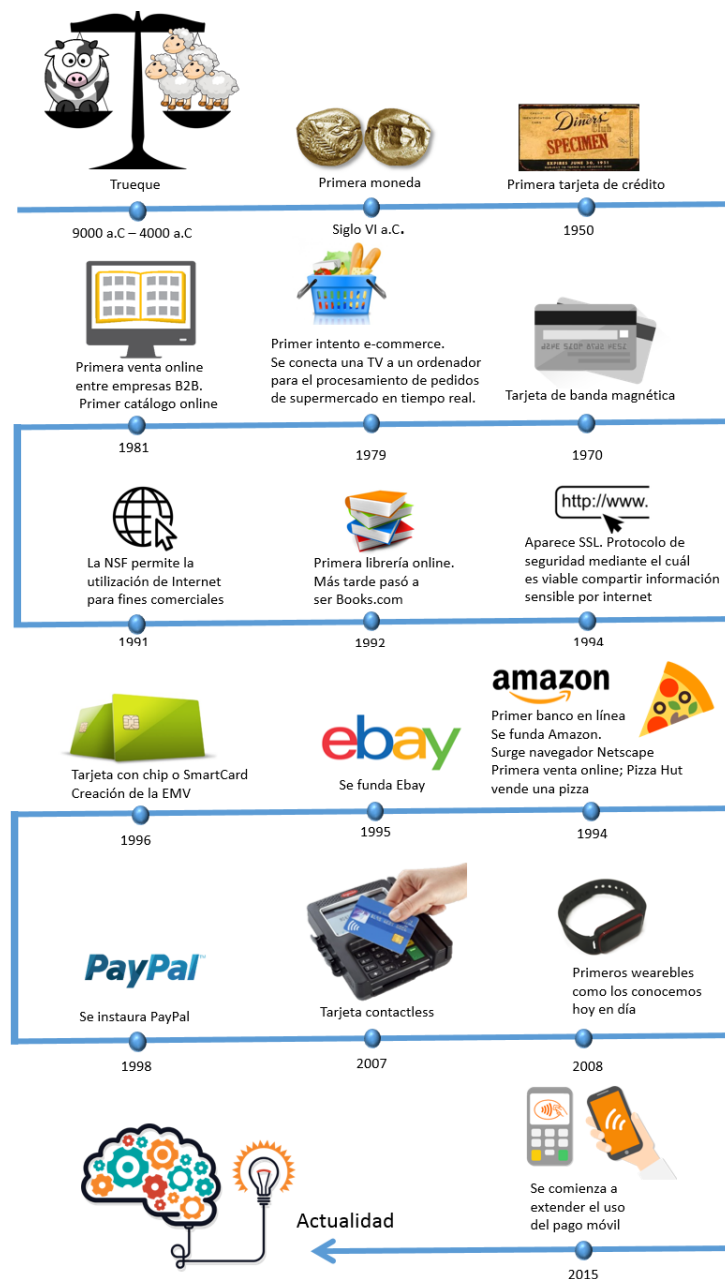 the
Diners'
Club
SPECIMEN
EXPIRES JUNE 30, 1951
Trueque
Primera moneda
Primera tarjeta de crédito
9000 a.C – 4000 a.C
Siglo VI a.C.
1950
Primera venta online
entre empresas B2B.
Primer catálogo online
Primer intento e-commerce.
Se conecta una TV a un ordenador
para el procesamiento de pedidos
de supermercado en tiempo real.
Tarjeta de banda magnética
1981
1979
1970
La NSF permite la
utilización de Internet
para fines comerciales
Primera librería online.
Más tarde pasó a
ser Books.com
http://www.
Aparece SSL. Protocolo de
seguridad mediante el cuál
es viable compartir información
sensible por internet
1991
1992
1994
Tarjeta con chip o SmartCard
Creación de la EMV
ebay
Se funda Ebay
amazon
Primer banco en línea
Se funda Amazon.
Surge navegador Netscape
Primera venta online; Pizza Hut
vende una pizza
1996
1995
1994
PayPal™
Se instaura PayPal
Tarjeta contactless
Primeros wearebles
como los conocemos
hoy en día
1998
2007
2008
Se comienza a
extender el uso
del pago móvil
Actualidad
2015